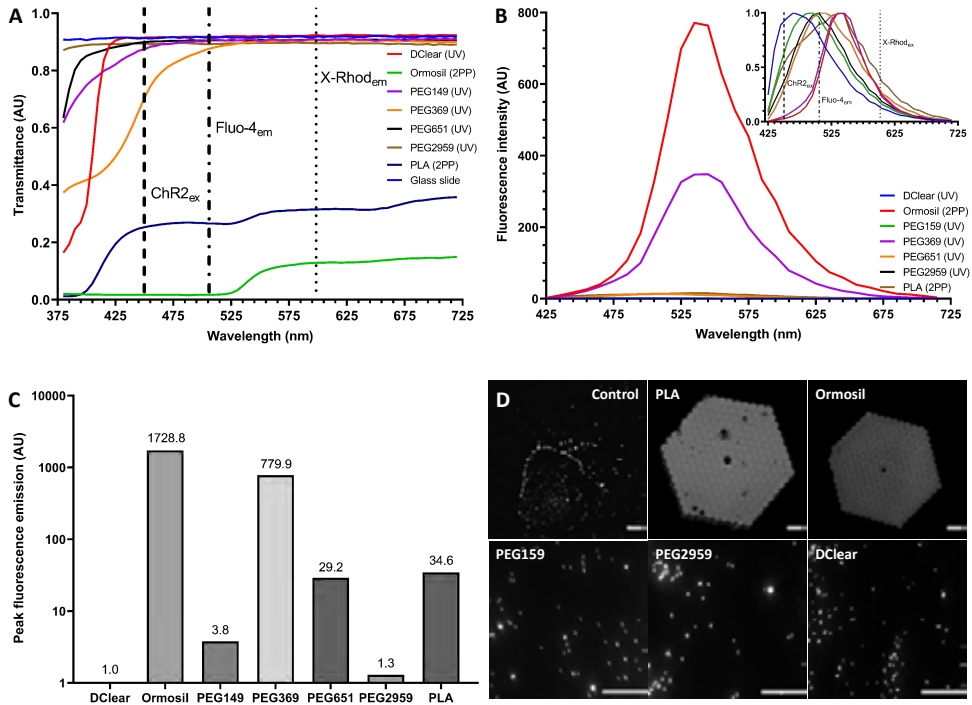 A
Transmittance (AU)
1.0
0.8
0.6
0.4
0.2
0.0
375
425
475
525
575
625
675
725
Wavelength (nm)
ChR2ex
Fluo-4em
X-Rhodem
DClear (UV)
Ormosil (2PP)
PEG149 (UV)
PEG369 (UV)
PEG651 (UV)
PEG2959 (UV)
PLA (2PP)
Glass slide
B
Fluorescence intensity (AU)
800
600
400
200
0
425
475
525
575
625
675
725
Wavelength (nm)
1.0
0.5
0.0
425
525
625
725
ChR2ex
Fluo-4em
X-Rhodex
DClear (UV)
Ormosil (2PP)
PEG159 (UV)
PEG369 (UV)
PEG651 (UV)
PEG2959 (UV)
PLA (2PP)
C
Peak fluorescence emission (AU)
10000
1000
100
10
1
1.0
1728.8
3.8
779.9
29.2
1.3
34.6
DClear
Ormosil
PEG149
PEG369
PEG651
PEG2959
PLA
D
Control
PLA
Ormosil
PEG159
PEG2959
DClear